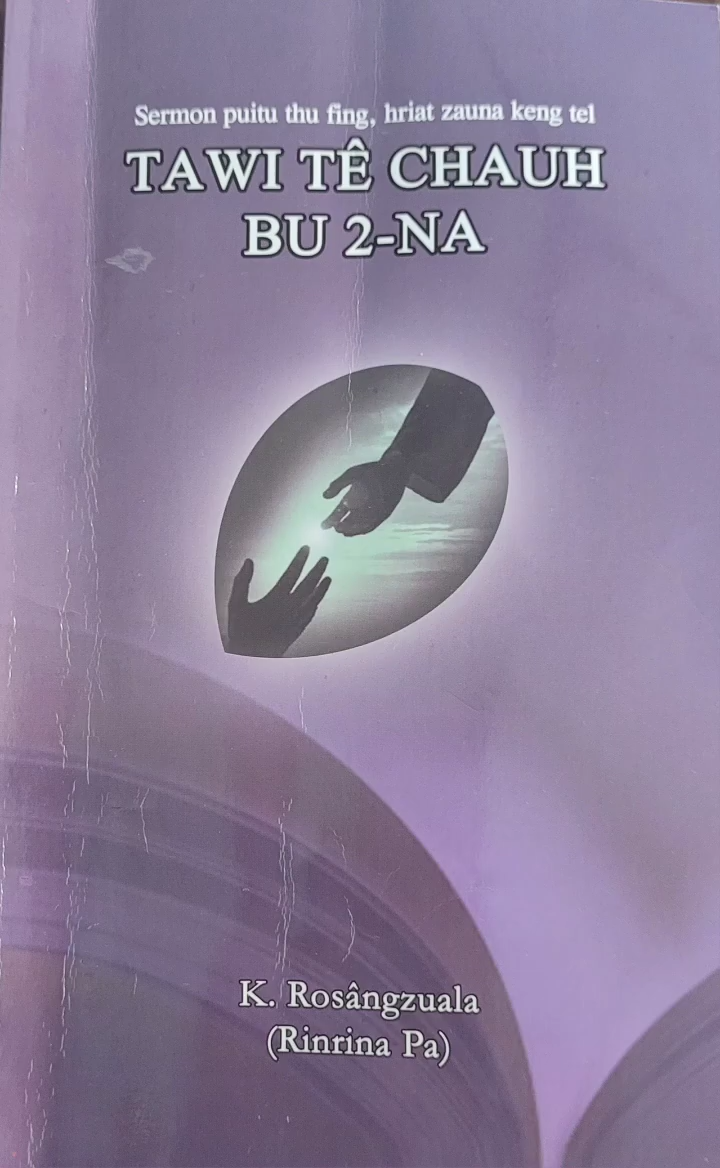 Sermon puitu thu fing, hriat zauna keng tel
TAWI TÊ CHAUH
BU 2-NA
K. Rosângzuala
(Rinrina Pa)